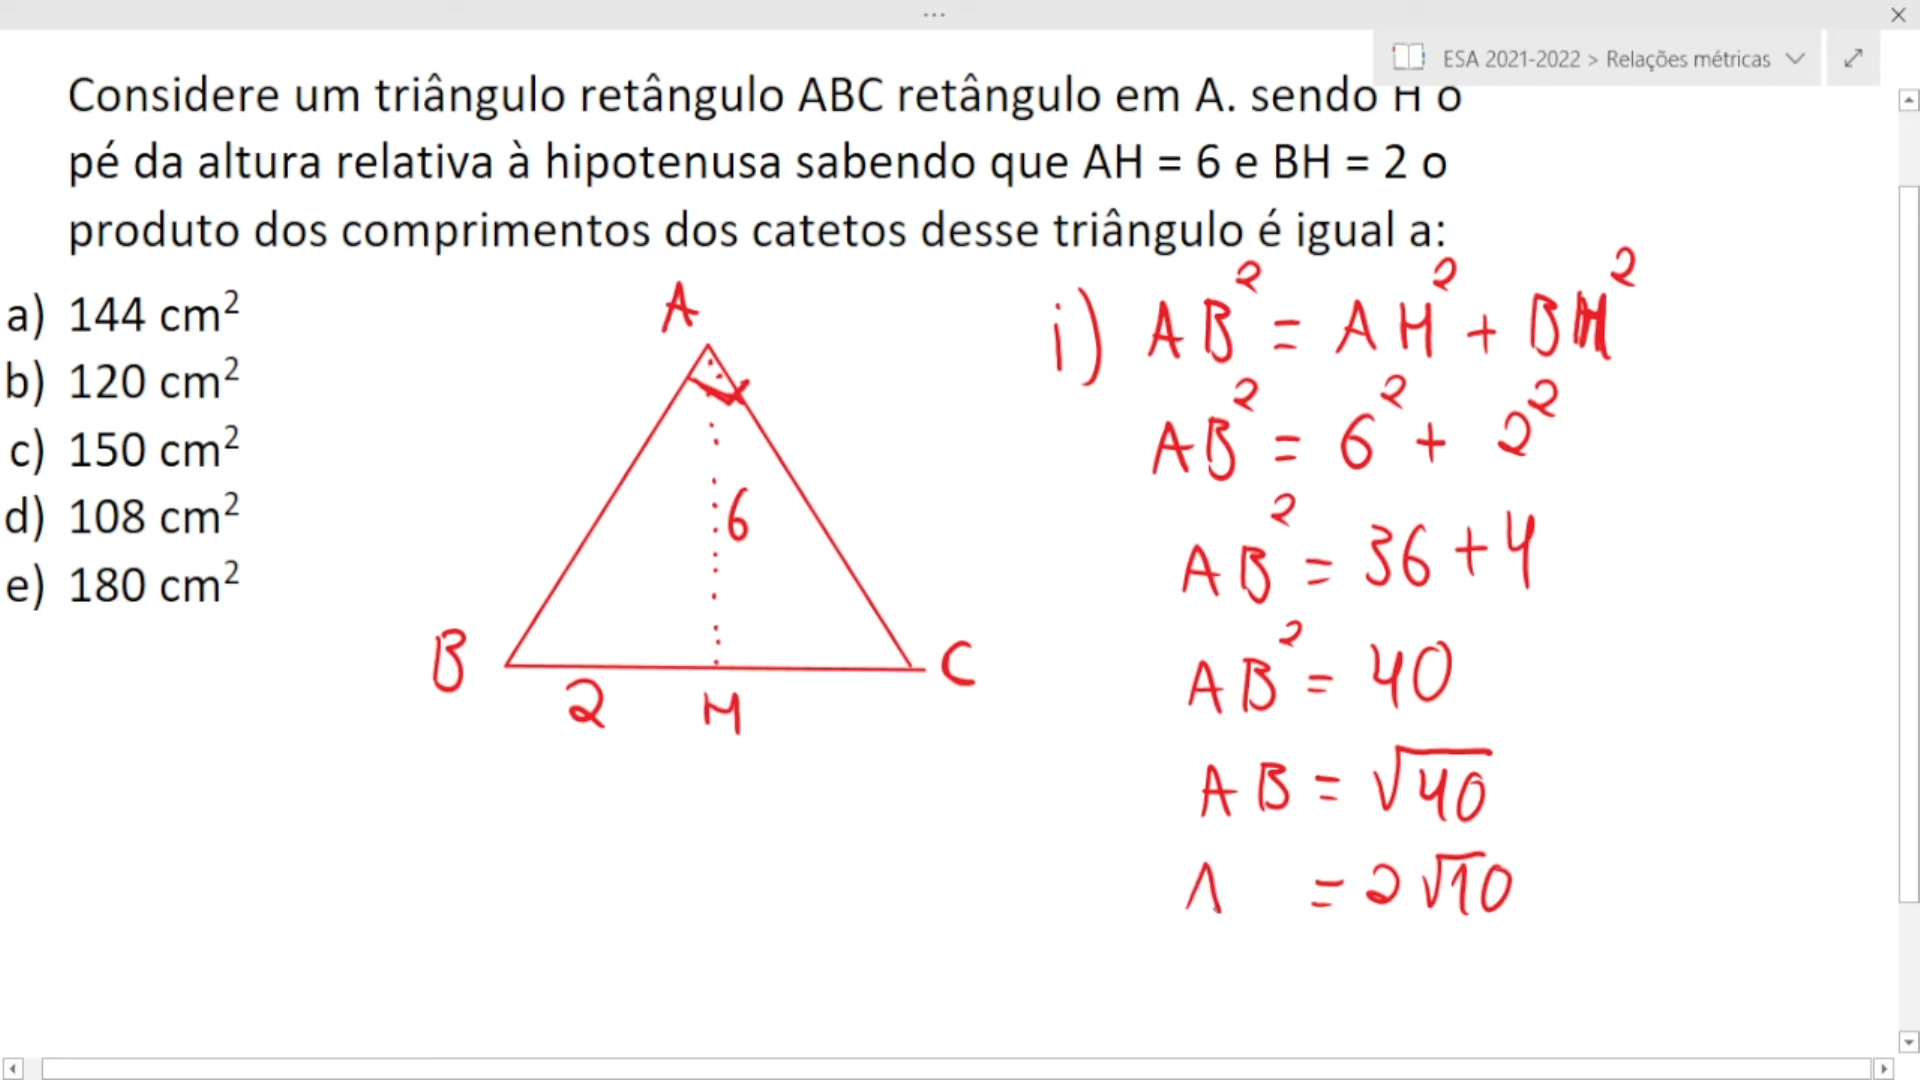 ESA 2021-2022 > Relações métricas
Considere um triângulo retângulo ABC retângulo em A. sendo H o
pé da altura relativa à hipotenusa sabendo que AH = 6 e BH = 2 o
produto dos comprimentos dos catetos desse triângulo é igual a:
a) 144 cm²
b) 120 cm²
c) 150 cm²
d) 108 cm²
e) 180 cm²
A
6
B
C
2
H
i) AB² = AH² + BH²
AB² = 6² + 2²
AB² = 36 + 4
AB² = 40
AB = √40
A = 2√10